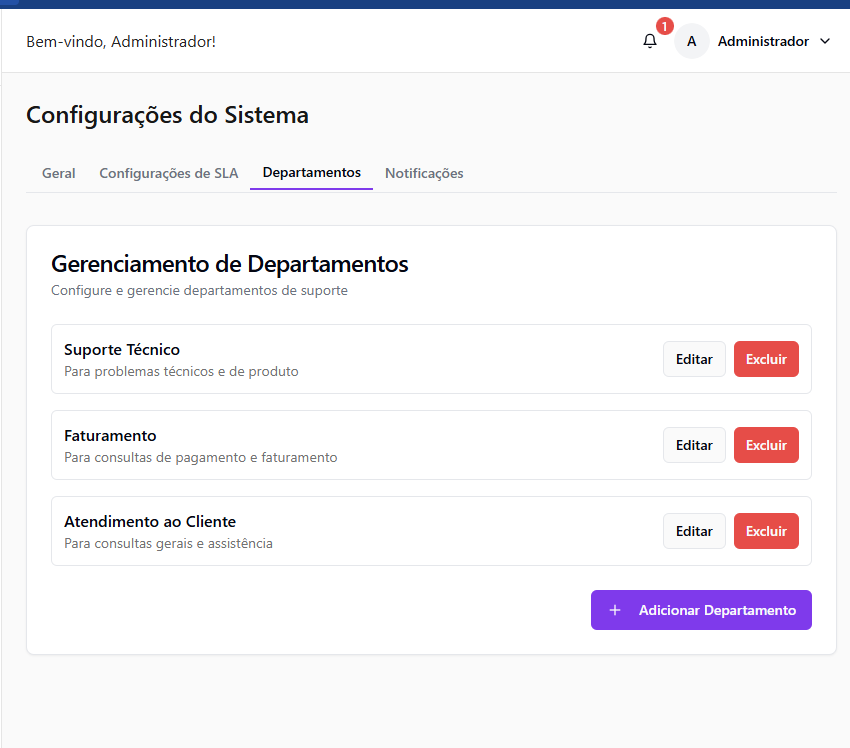 Bem-vindo, Administrador!
1
A
Administrador
Configurações do Sistema
Geral
Configurações de SLA
Departamentos
Notificações
Gerenciamento de Departamentos
Configure e gerencie departamentos de suporte
Suporte Técnico
Para problemas técnicos e de produto
Editar
Excluir
Faturamento
Para consultas de pagamento e faturamento
Editar
Excluir
Atendimento ao Cliente
Para consultas gerais e assistência
Editar
Excluir
+ Adicionar Departamento